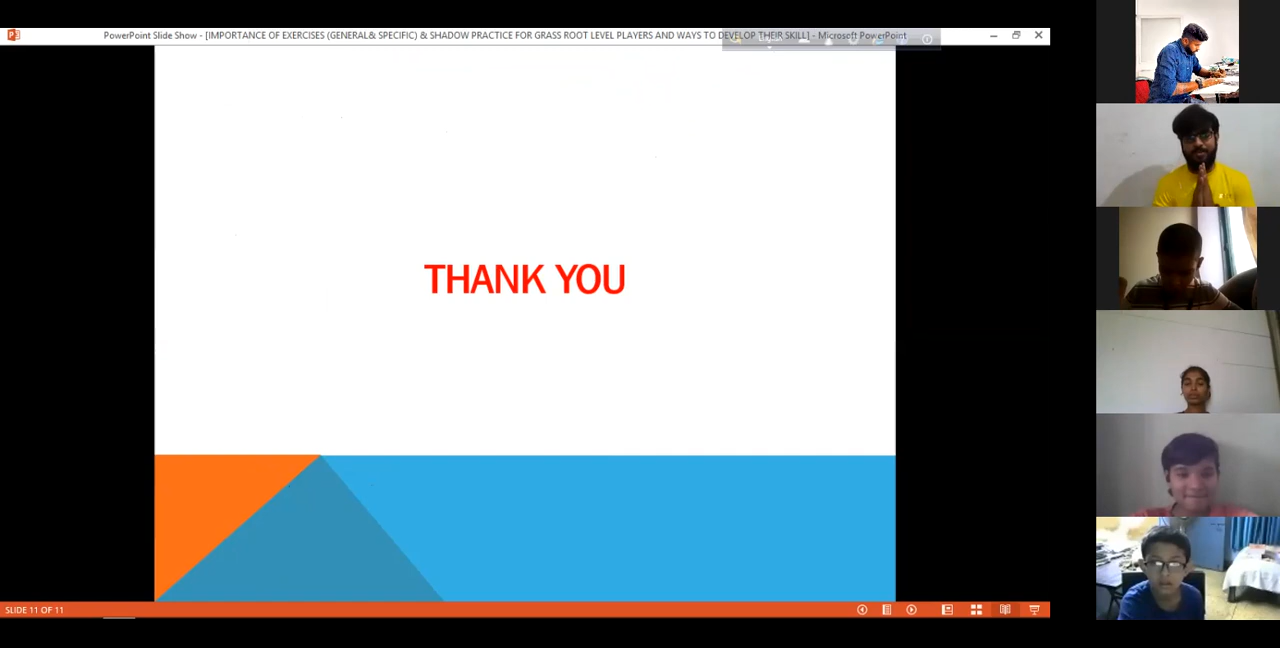 PowerPoint Slide Show - [IMPORTANCE OF EXERCISES (GENERAL& SPECIFIC) & SHADOW PRACTICE FOR GRASS ROOT LEVEL PLAYERS AND WAYS TO DEVELOP THEIR SKILL] - Microsoft PowerPoint
THANK YOU
SLIDE 11 OF 11